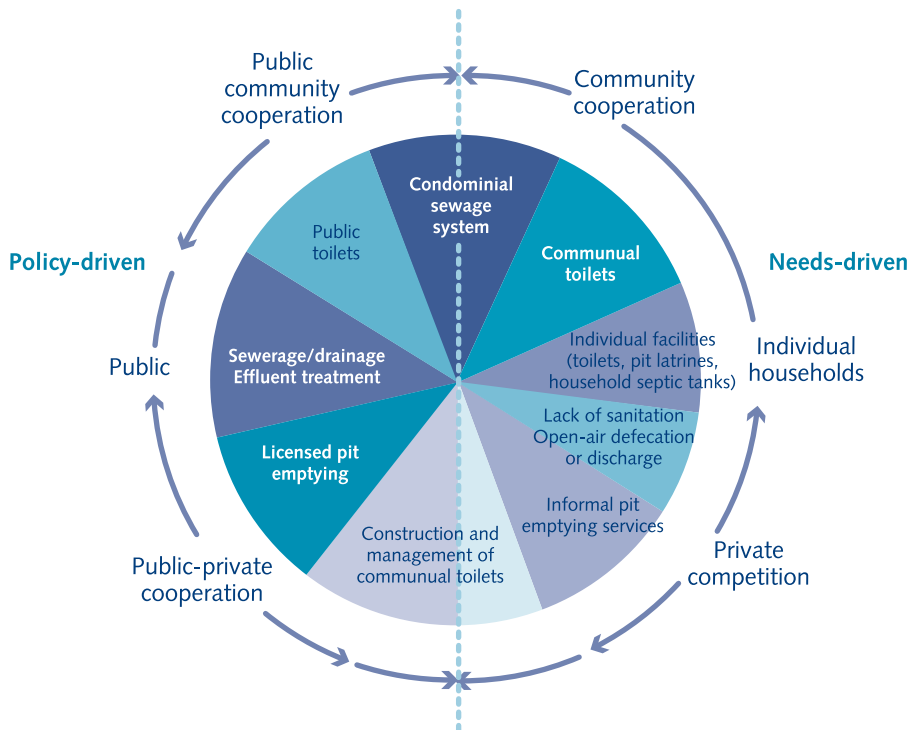 Public
community
cooperation
Community
cooperation
Condominial
sewage
system
Public
toilets
Communual
toilets
Policy-driven
Needs-driven
Public
Sewerage/drainage
Effluent treatment
Individual facilities
(toilets, pit latrines,
household septic tanks)
Individual
households
Lack of sanitation
Open-air defecation
or discharge
Licensed pit
emptying
Informal pit
emptying services
Construction and
management of
communual toilets
Public-private
cooperation
Private
competition